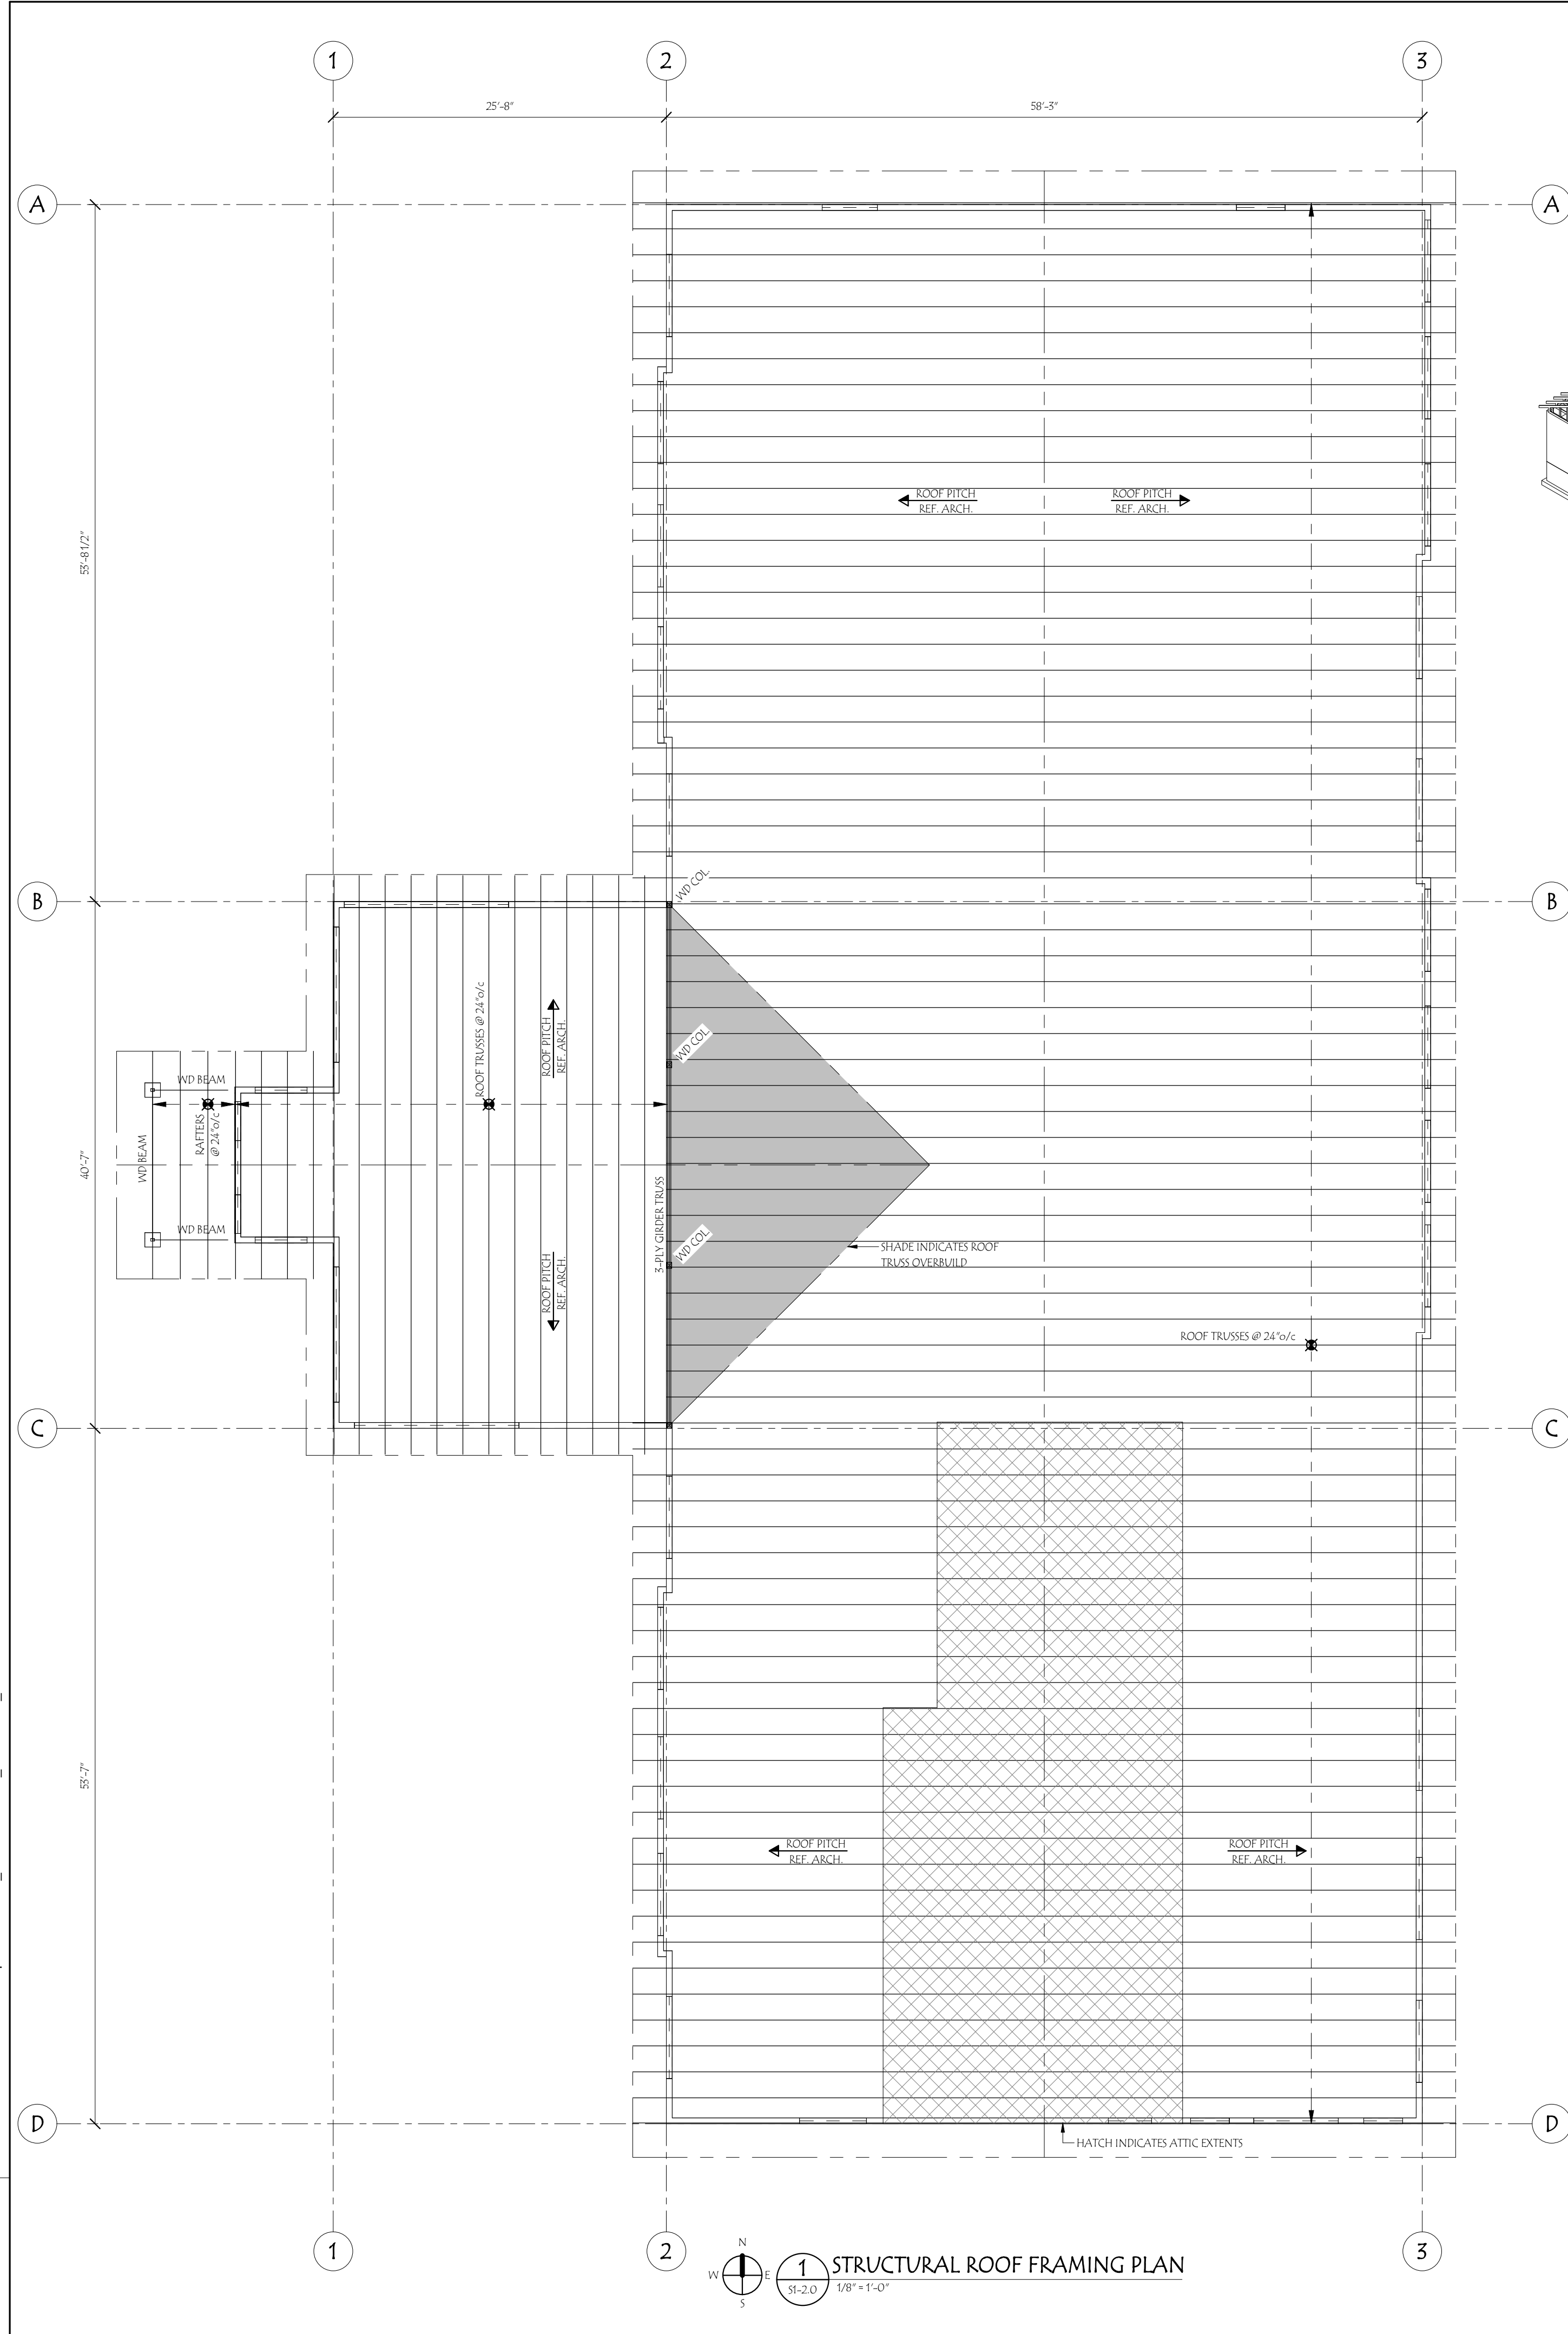 1
2
3
25'-8"
58'-3"
A
A
53'-8 1/2"
ROOF PITCH
REF. ARCH.
ROOF PITCH
REF. ARCH.
B
B
WD COL.
ROOF TRUSSES @ 24"o/c
ROOF PITCH
REF. ARCH.
WD COL.
WD BEAM
RAFTERS
@ 24"o/c
WD BEAM
40'-7"
WD BEAM
3-PLY GIRDER TRUSS
WD COL.
SHADE INDICATES ROOF
TRUSS OVERBUILD
ROOF PITCH
REF. ARCH.
ROOF TRUSSES @ 24"o/c
C
C
53'-7"
ROOF PITCH
REF. ARCH.
ROOF PITCH
REF. ARCH.
D
D
HATCH INDICATES ATTIC EXTENTS
1
2
3
N
W
E
S
1
S1-2.0
STRUCTURAL ROOF FRAMING PLAN
1/8" = 1'-0"